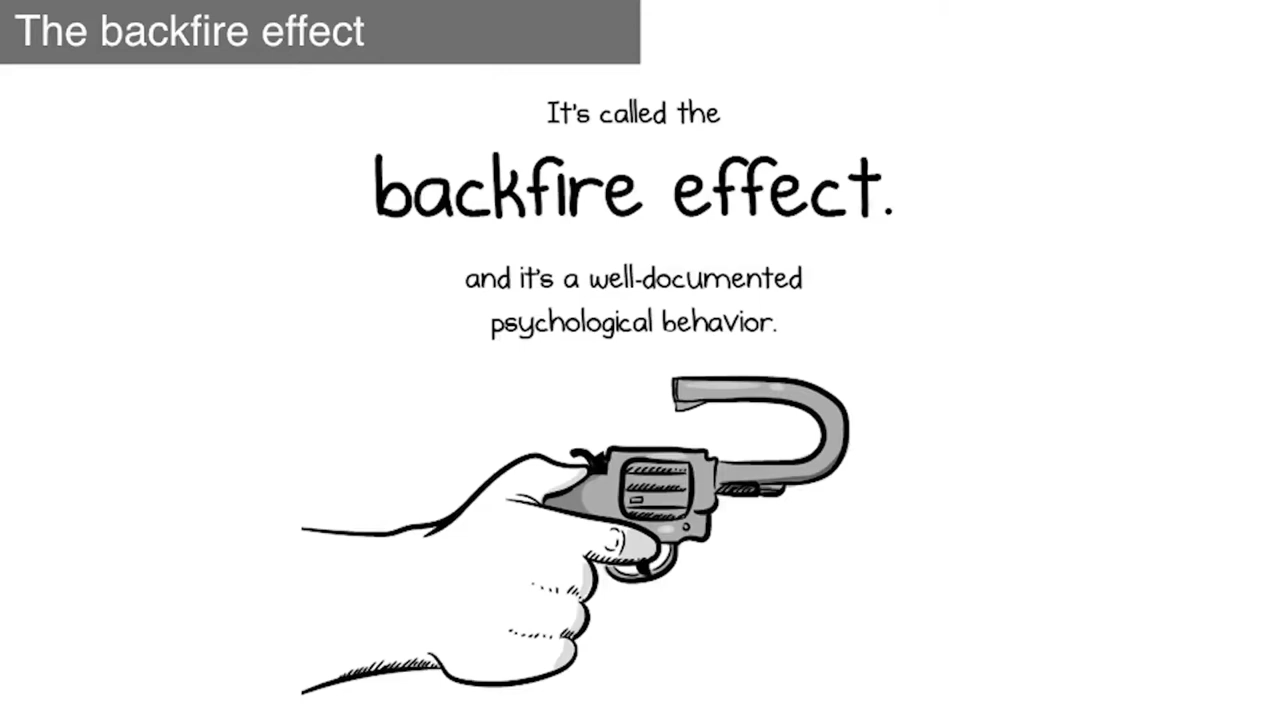 The backfire effect
It's called the
backfire effect.
and it's a well-documented
psychological behavior.